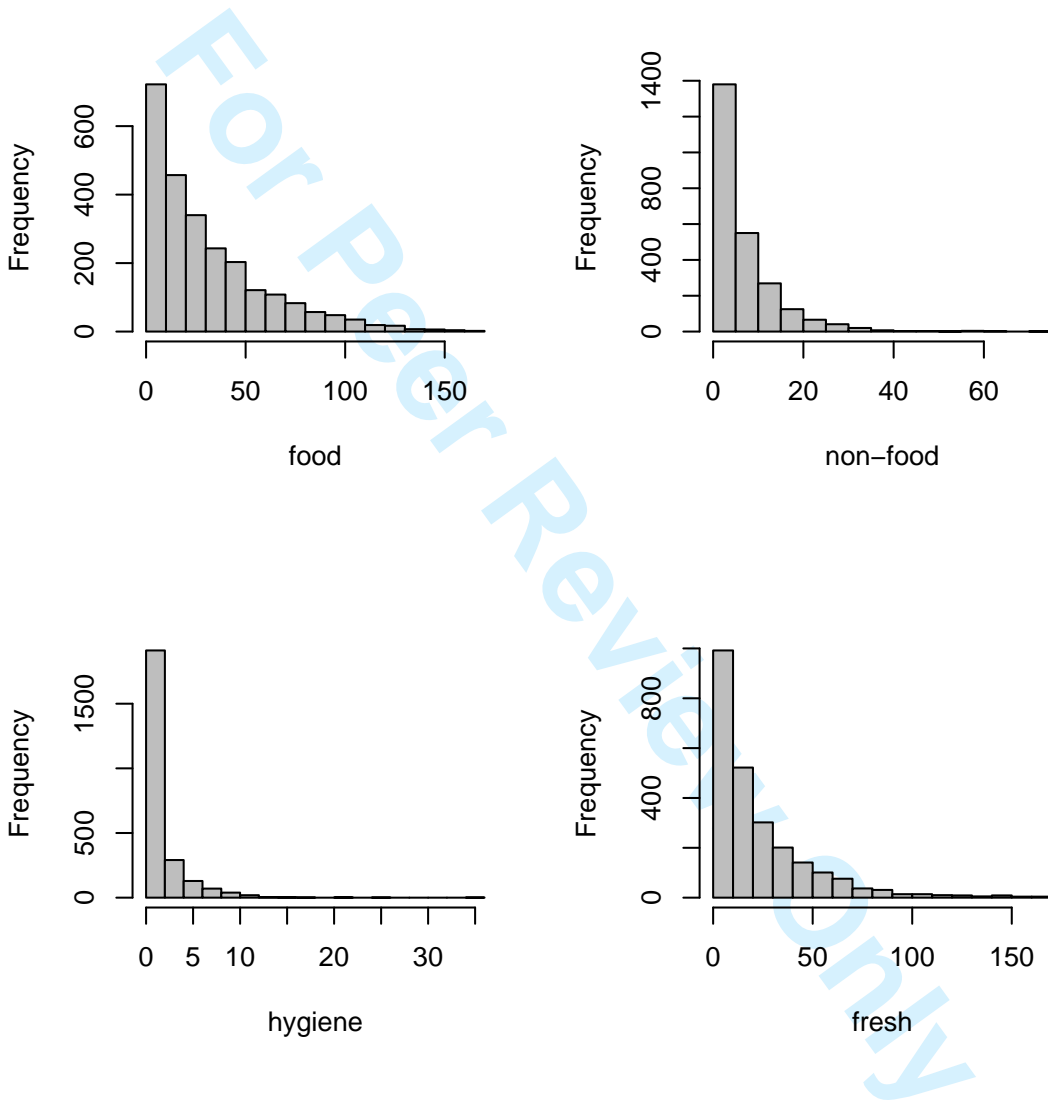 For Peer Review Only
Frequency
0 200 400 600
0 50 100 150
food
Frequency
0 400 800 1400
0 20 40 60
non−food
Frequency
0 500 1500
0 5 10 20 30
hygiene
Frequency
0 400 800
0 50 100 150
fresh